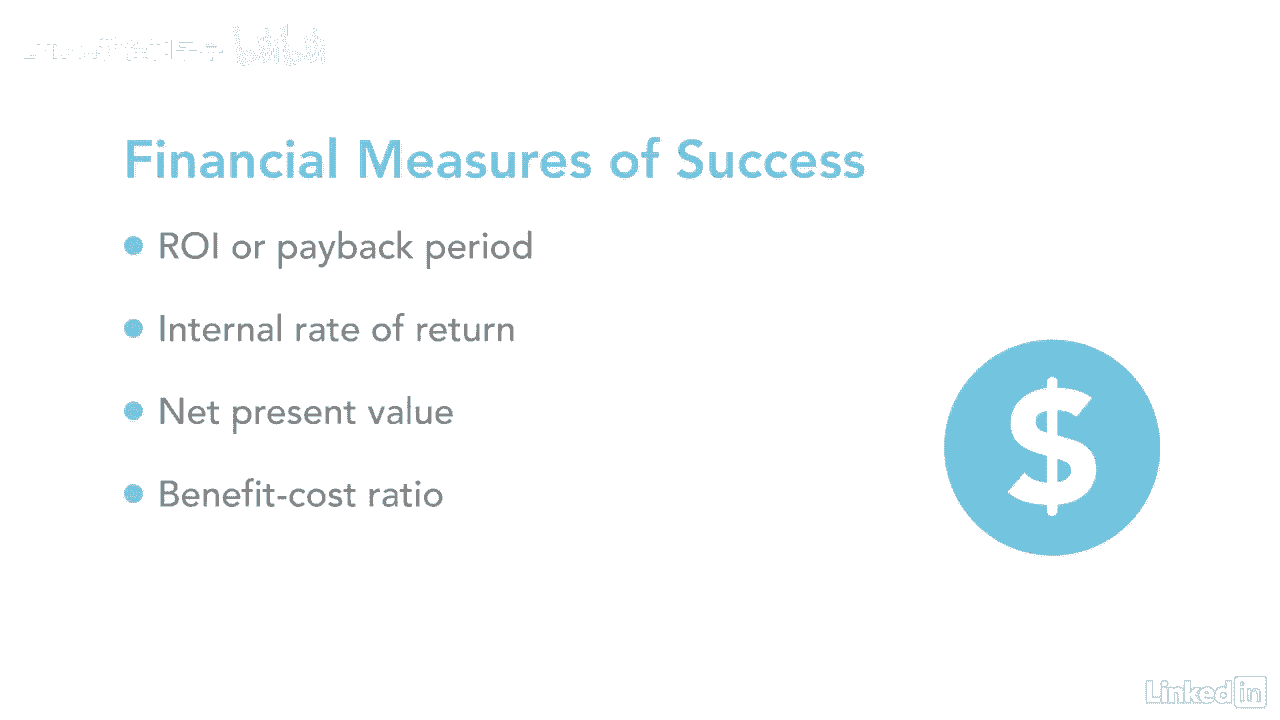 Financial Measures of Success
ROI or payback period
Internal rate of return
Net present value
Benefit-cost ratio
$
Linked in